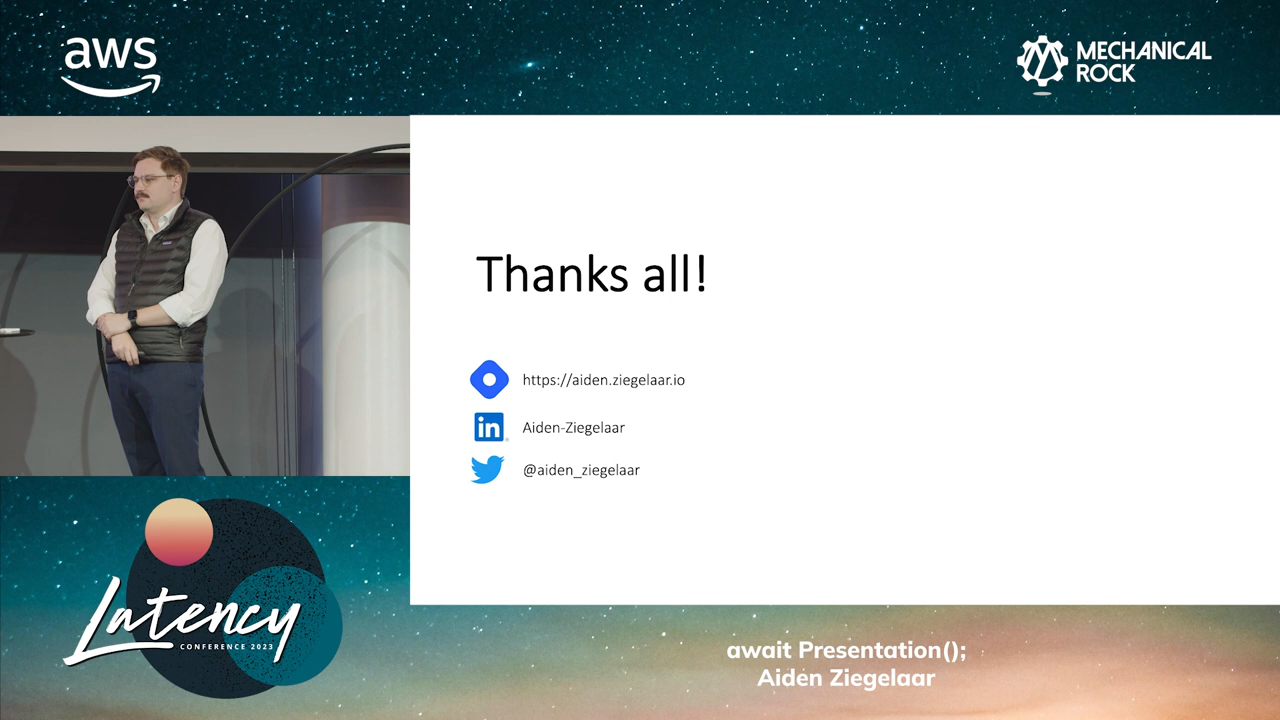 aws
MECHANICAL
ROCK
Thanks all!
https://aiden.ziegelaar.io
in
Aiden-Ziegelaar
@aiden_ziegelaar
Latency
CONFERENCE 2023
await Presentation();
Aiden Ziegelaar